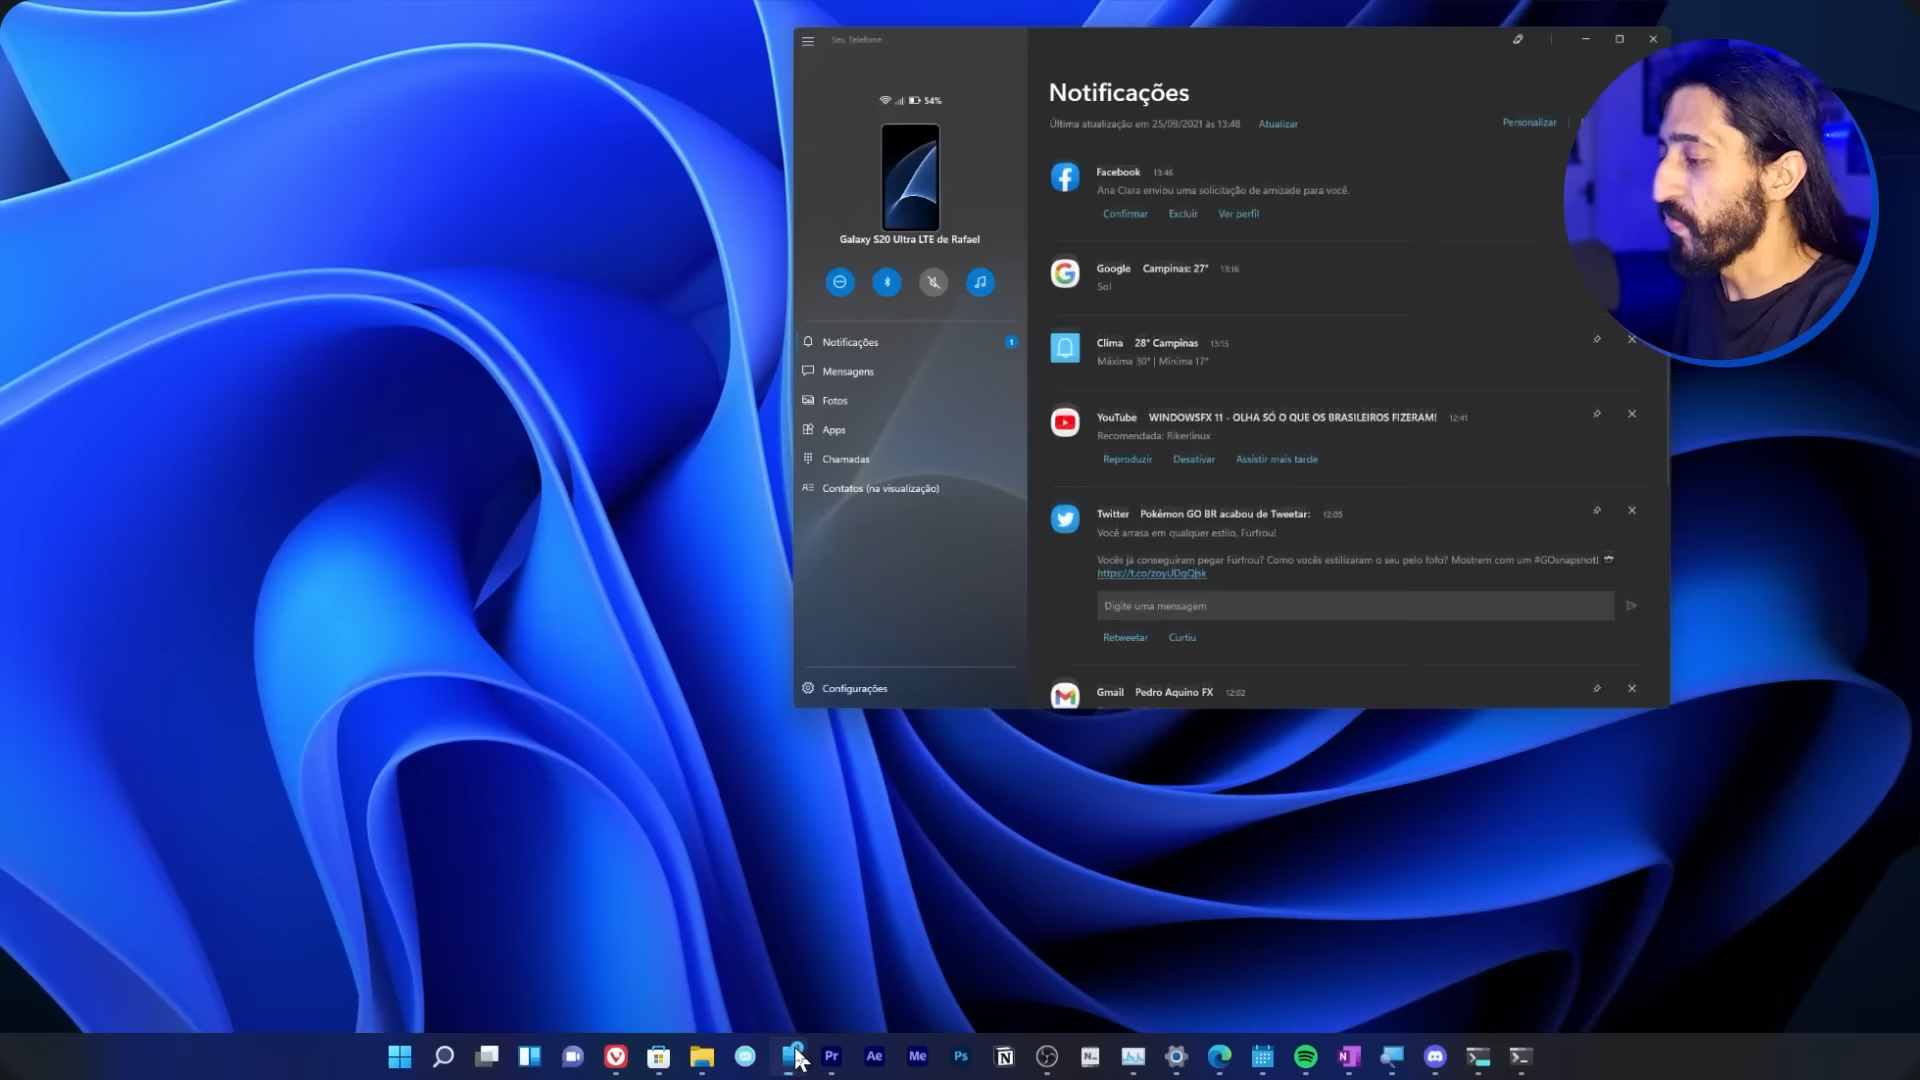 Seu Telefone
54%
Galaxy S20 Ultra LTE de Rafael
Notificações
1
Mensagens
Fotos
Apps
Chamadas
Contatos (na visualização)
Configurações
Notificações
Última atualização em 25/09/2021 às 13:48 Atualizar
Personalizar
Facebook 13:46
Ana Clara enviou uma solicitação de amizade para você.
Confirmar Excluir Ver perfil
Google Campinas: 27° 13:16
Sol
Clima 28° Campinas 13:15
Máxima 30° | Mínima 17°
YouTube WINDOWSFX 11 - OLHA SÓ O QUE OS BRASILEIROS FIZERAM! 12:41
Recomendada: Rikerlinux
Reproduzir Desativar Assistir mais tarde
Twitter Pokémon GO BR acabou de Tweetar: 12:05
Você arrasa em qualquer estilo, Furfrou!
Vocês já conseguiram pegar Furfrou? Como vocês estilizaram o seu pelo fofo? Mostrem com um #GOsnapshot!
https://t.co/zoyUDgQjsk
Digite uma mensagem
Retweetar Curtiu
Gmail Pedro Aquino FX 12:02
Pr Ae Me Ps N N